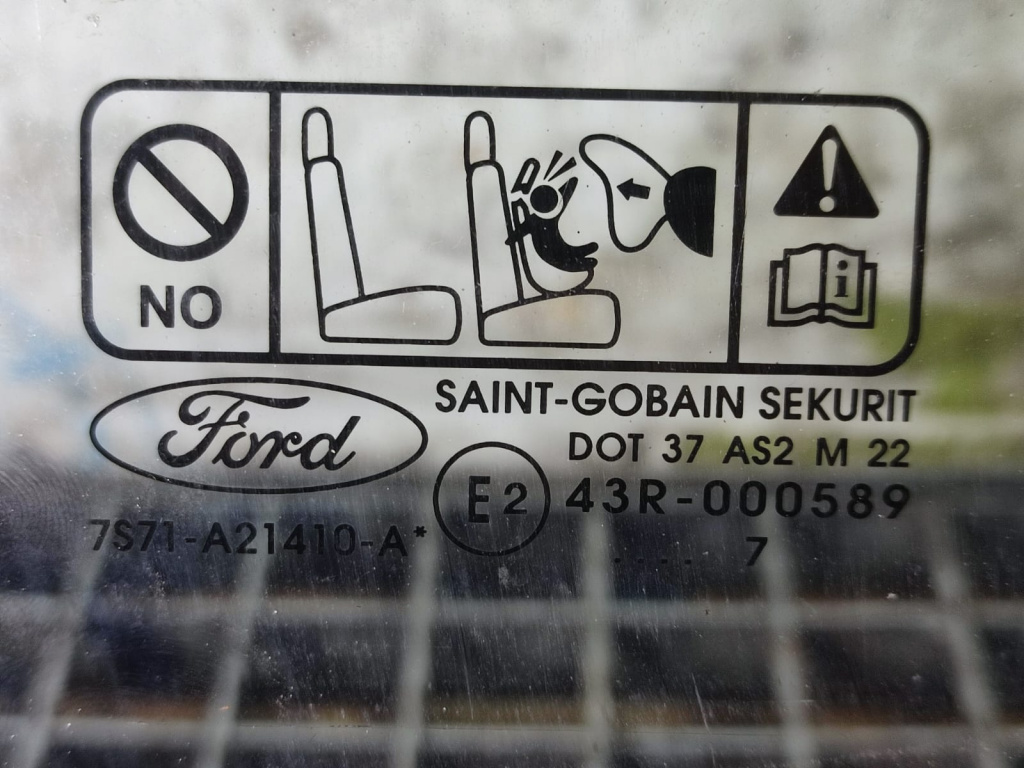 NO
i
Ford
SAINT-GOBAIN SEKURIT
DOT 37 AS2 M 22
E2
43R-000589
7S71-A21410-A*
.... 7